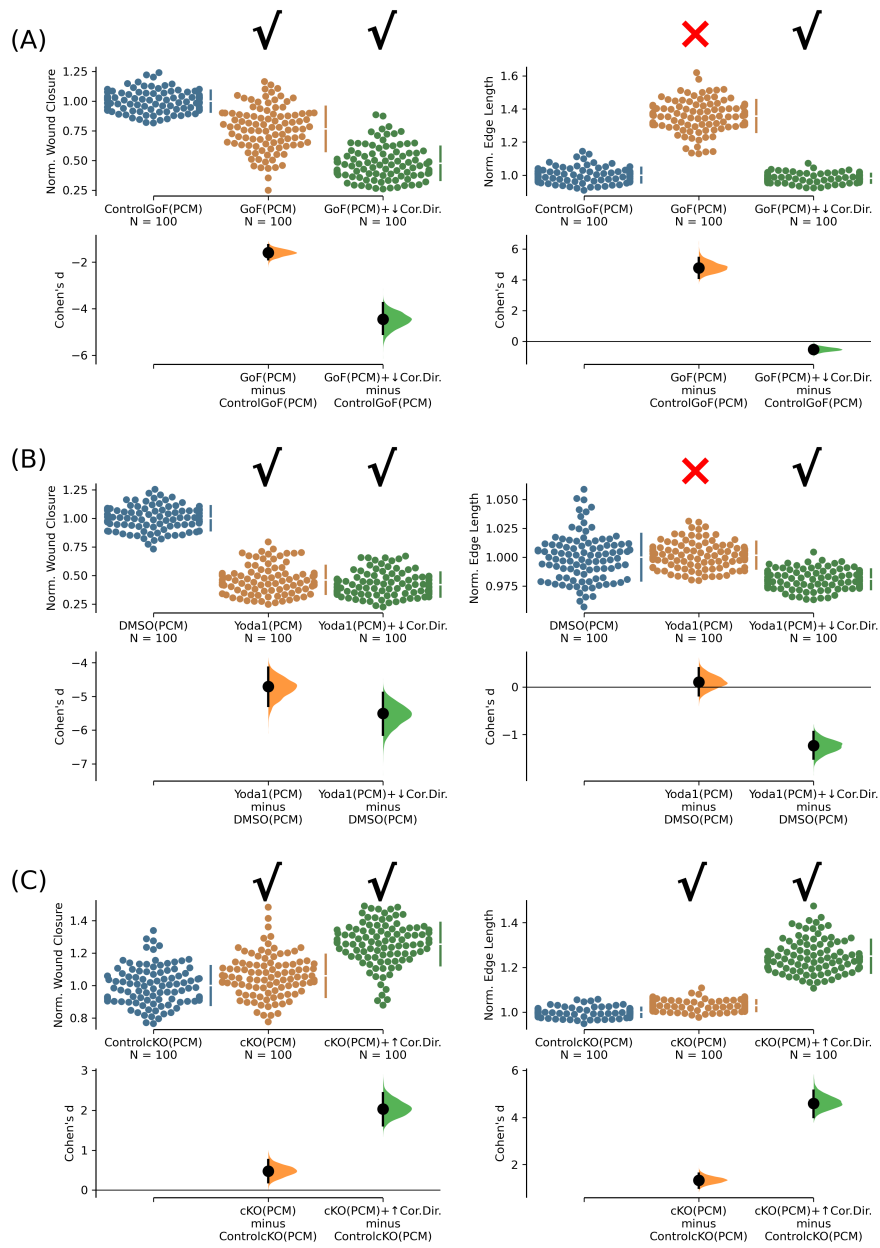 (A)
√ √
Norm. Wound Closure
1.25
1.00
0.75
0.50
0.25
ControlGoF(PCM) GoF(PCM) GoF(PCM)+↓Cor.Dir.
N = 100 N = 100 N = 100
Cohen's d
−2
−4
−6
GoF(PCM) GoF(PCM)+↓Cor.Dir.
minus minus
ControlGoF(PCM) ControlGoF(PCM)
× √
Norm. Edge Length
1.6
1.4
1.2
1.0
ControlGoF(PCM) GoF(PCM) GoF(PCM)+↓Cor.Dir.
N = 100 N = 100 N = 100
Cohen's d
6
4
2
0
GoF(PCM) GoF(PCM)+↓Cor.Dir.
minus minus
ControlGoF(PCM) ControlGoF(PCM)
(B)
√ √
Norm. Wound Closure
1.25
1.00
0.75
0.50
0.25
DMSO(PCM) Yoda1(PCM) Yoda1(PCM)+↓Cor.Dir.
N = 100 N = 100 N = 100
Cohen's d
−4
−5
−6
−7
Yoda1(PCM) Yoda1(PCM)+↓Cor.Dir.
minus minus
DMSO(PCM) DMSO(PCM)
× √
Norm. Edge Length
1.050
1.025
1.000
0.975
DMSO(PCM) Yoda1(PCM) Yoda1(PCM)+↓Cor.Dir.
N = 100 N = 100 N = 100
Cohen's d
0
−1
Yoda1(PCM) Yoda1(PCM)+↓Cor.Dir.
minus minus
DMSO(PCM) DMSO(PCM)
(C)
√ √
Norm. Wound Closure
1.4
1.2
1.0
0.8
ControlcKO(PCM) cKO(PCM) cKO(PCM)+↑Cor.Dir.
N = 100 N = 100 N = 100
Cohen's d
3
2
1
0
cKO(PCM) cKO(PCM)+↑Cor.Dir.
minus minus
ControlcKO(PCM) ControlcKO(PCM)
√ √
Norm. Edge Length
1.4
1.2
1.0
ControlcKO(PCM) cKO(PCM) cKO(PCM)+↑Cor.Dir.
N = 100 N = 100 N = 100
Cohen's d
6
4
2
cKO(PCM) cKO(PCM)+↑Cor.Dir.
minus minus
ControlcKO(PCM) ControlcKO(PCM)